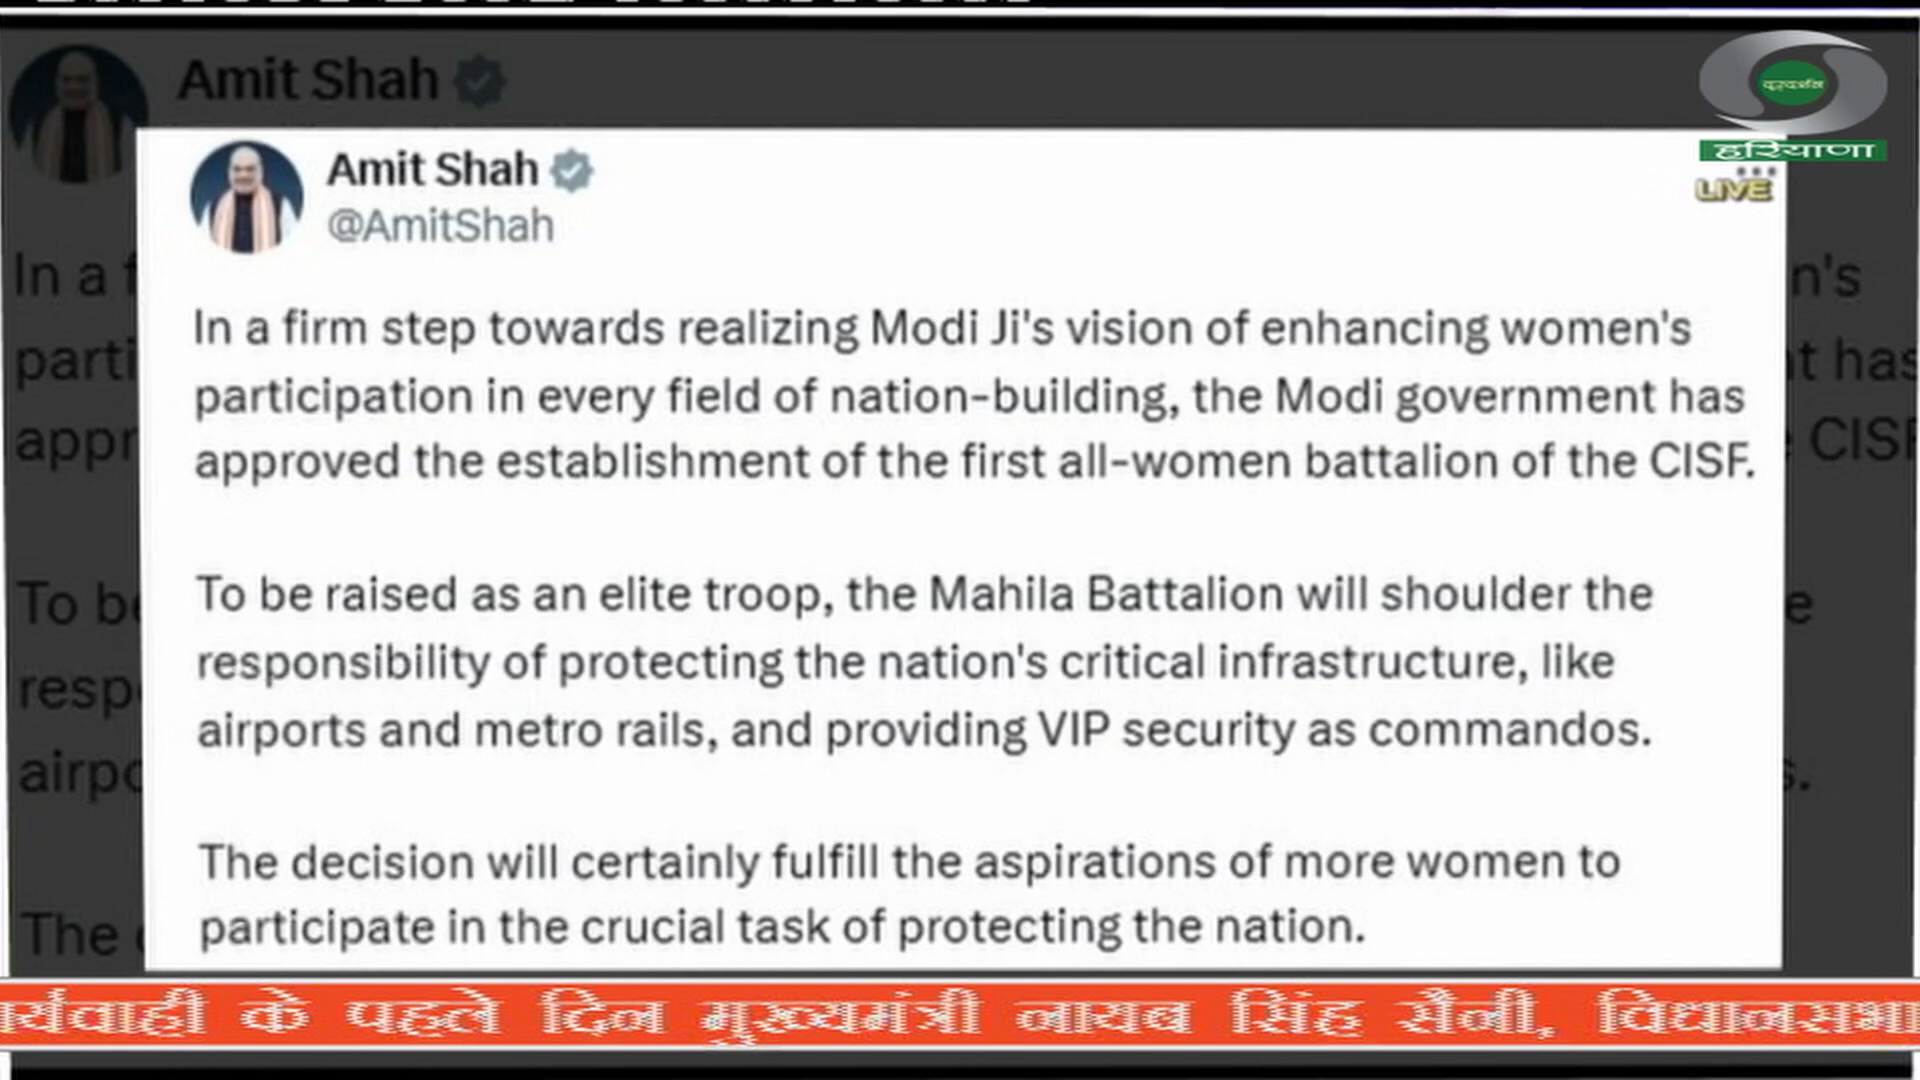 Amit Shah
दूरदर्शन
हरियाणा
LIVE
Amit Shah
@AmitShah
In a firm step towards realizing Modi Ji's vision of enhancing women's
participation in every field of nation-building, the Modi government has
approved the establishment of the first all-women battalion of the CISF.
To be raised as an elite troop, the Mahila Battalion will shoulder the
responsibility of protecting the nation's critical infrastructure, like
airports and metro rails, and providing VIP security as commandos.
The decision will certainly fulfill the aspirations of more women to
participate in the crucial task of protecting the nation.
के पहले दिन मुख्यमंत्री नायब सिंह सैनी, विधानसभा